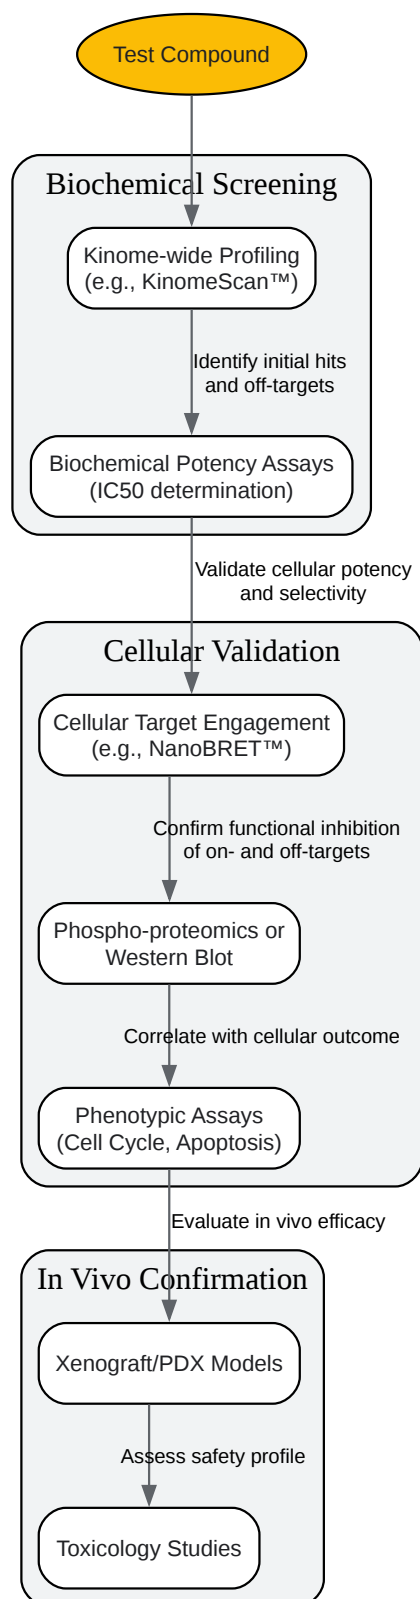 Test Compound
Biochemical Screening
Kinome-wide Profiling
(e.g., KinomeScan™)
Identify initial hits
and off-targets
Biochemical Potency Assays
(IC50 determination)
Validate cellular potency
and selectivity
Cellular Validation
Cellular Target Engagement
(e.g., NanoBRET™)
Confirm functional inhibition
of on- and off-targets
Phospho-proteomics or
Western Blot
Correlate with cellular outcome
Phenotypic Assays
(Cell Cycle, Apoptosis)
Evaluate in vivo efficacy
In Vivo Confirmation
Xenograft/PDX Models
Assess safety profile
Toxicology Studies